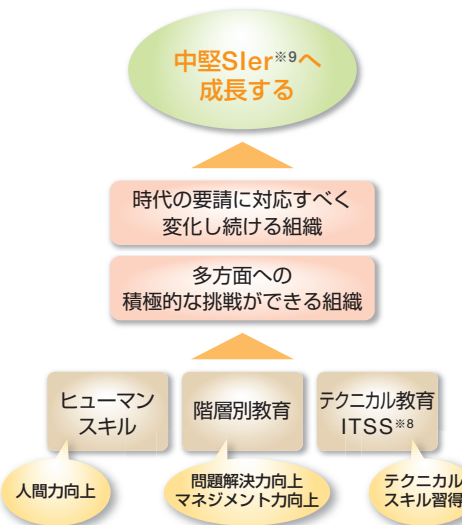 中堅SIer※9へ
成長する
時代の要請に対応すべく
変化し続ける組織
多方面への
積極的な挑戦ができる組織
ヒューマン
スキル
階層別教育
テクニカル教育
ITSS※8
人間力向上
問題解決力向上
マネジメント力向上
テクニカル
スキル習得